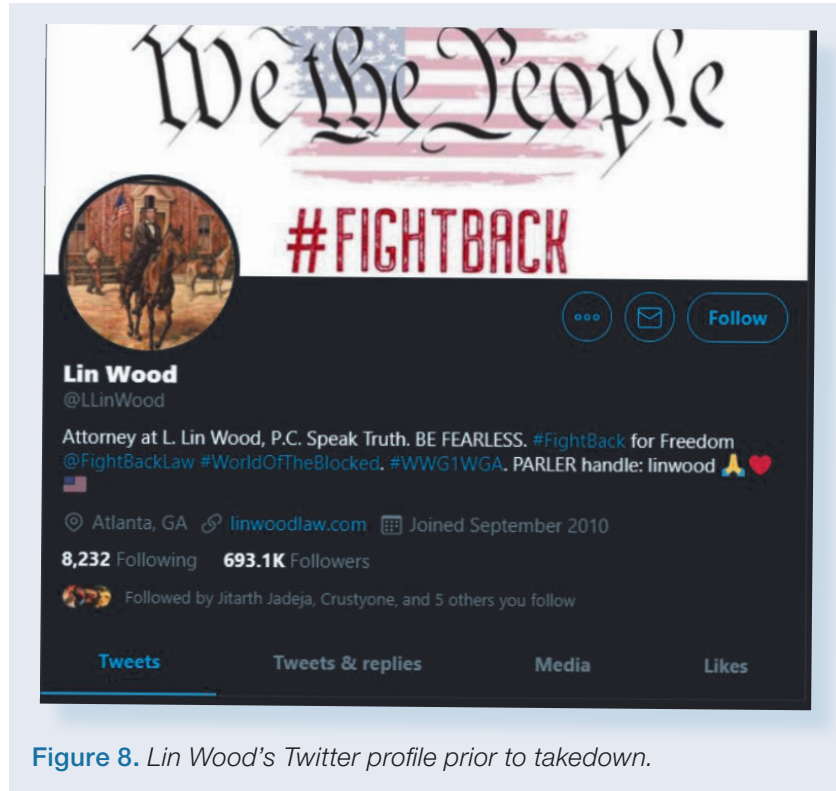 We the People
#FIGHTBACK
Follow
Lin Wood
@LLinWood
Attorney at L. Lin Wood, P.C. Speak Truth. BE FEARLESS. #FightBack for Freedom
@FightBackLaw #WorldOfTheBlocked. #WWG1WGA. PARLER handle: linwood 🙏❤️
🇺🇸
Atlanta, GA linwoodlaw.com Joined September 2010
8,232 Following 693.1K Followers
Followed by Jitarth Jadeja, Crustyone, and 5 others you follow
Tweets Tweets & replies Media Likes
Figure 8. Lin Wood's Twitter profile prior to takedown.